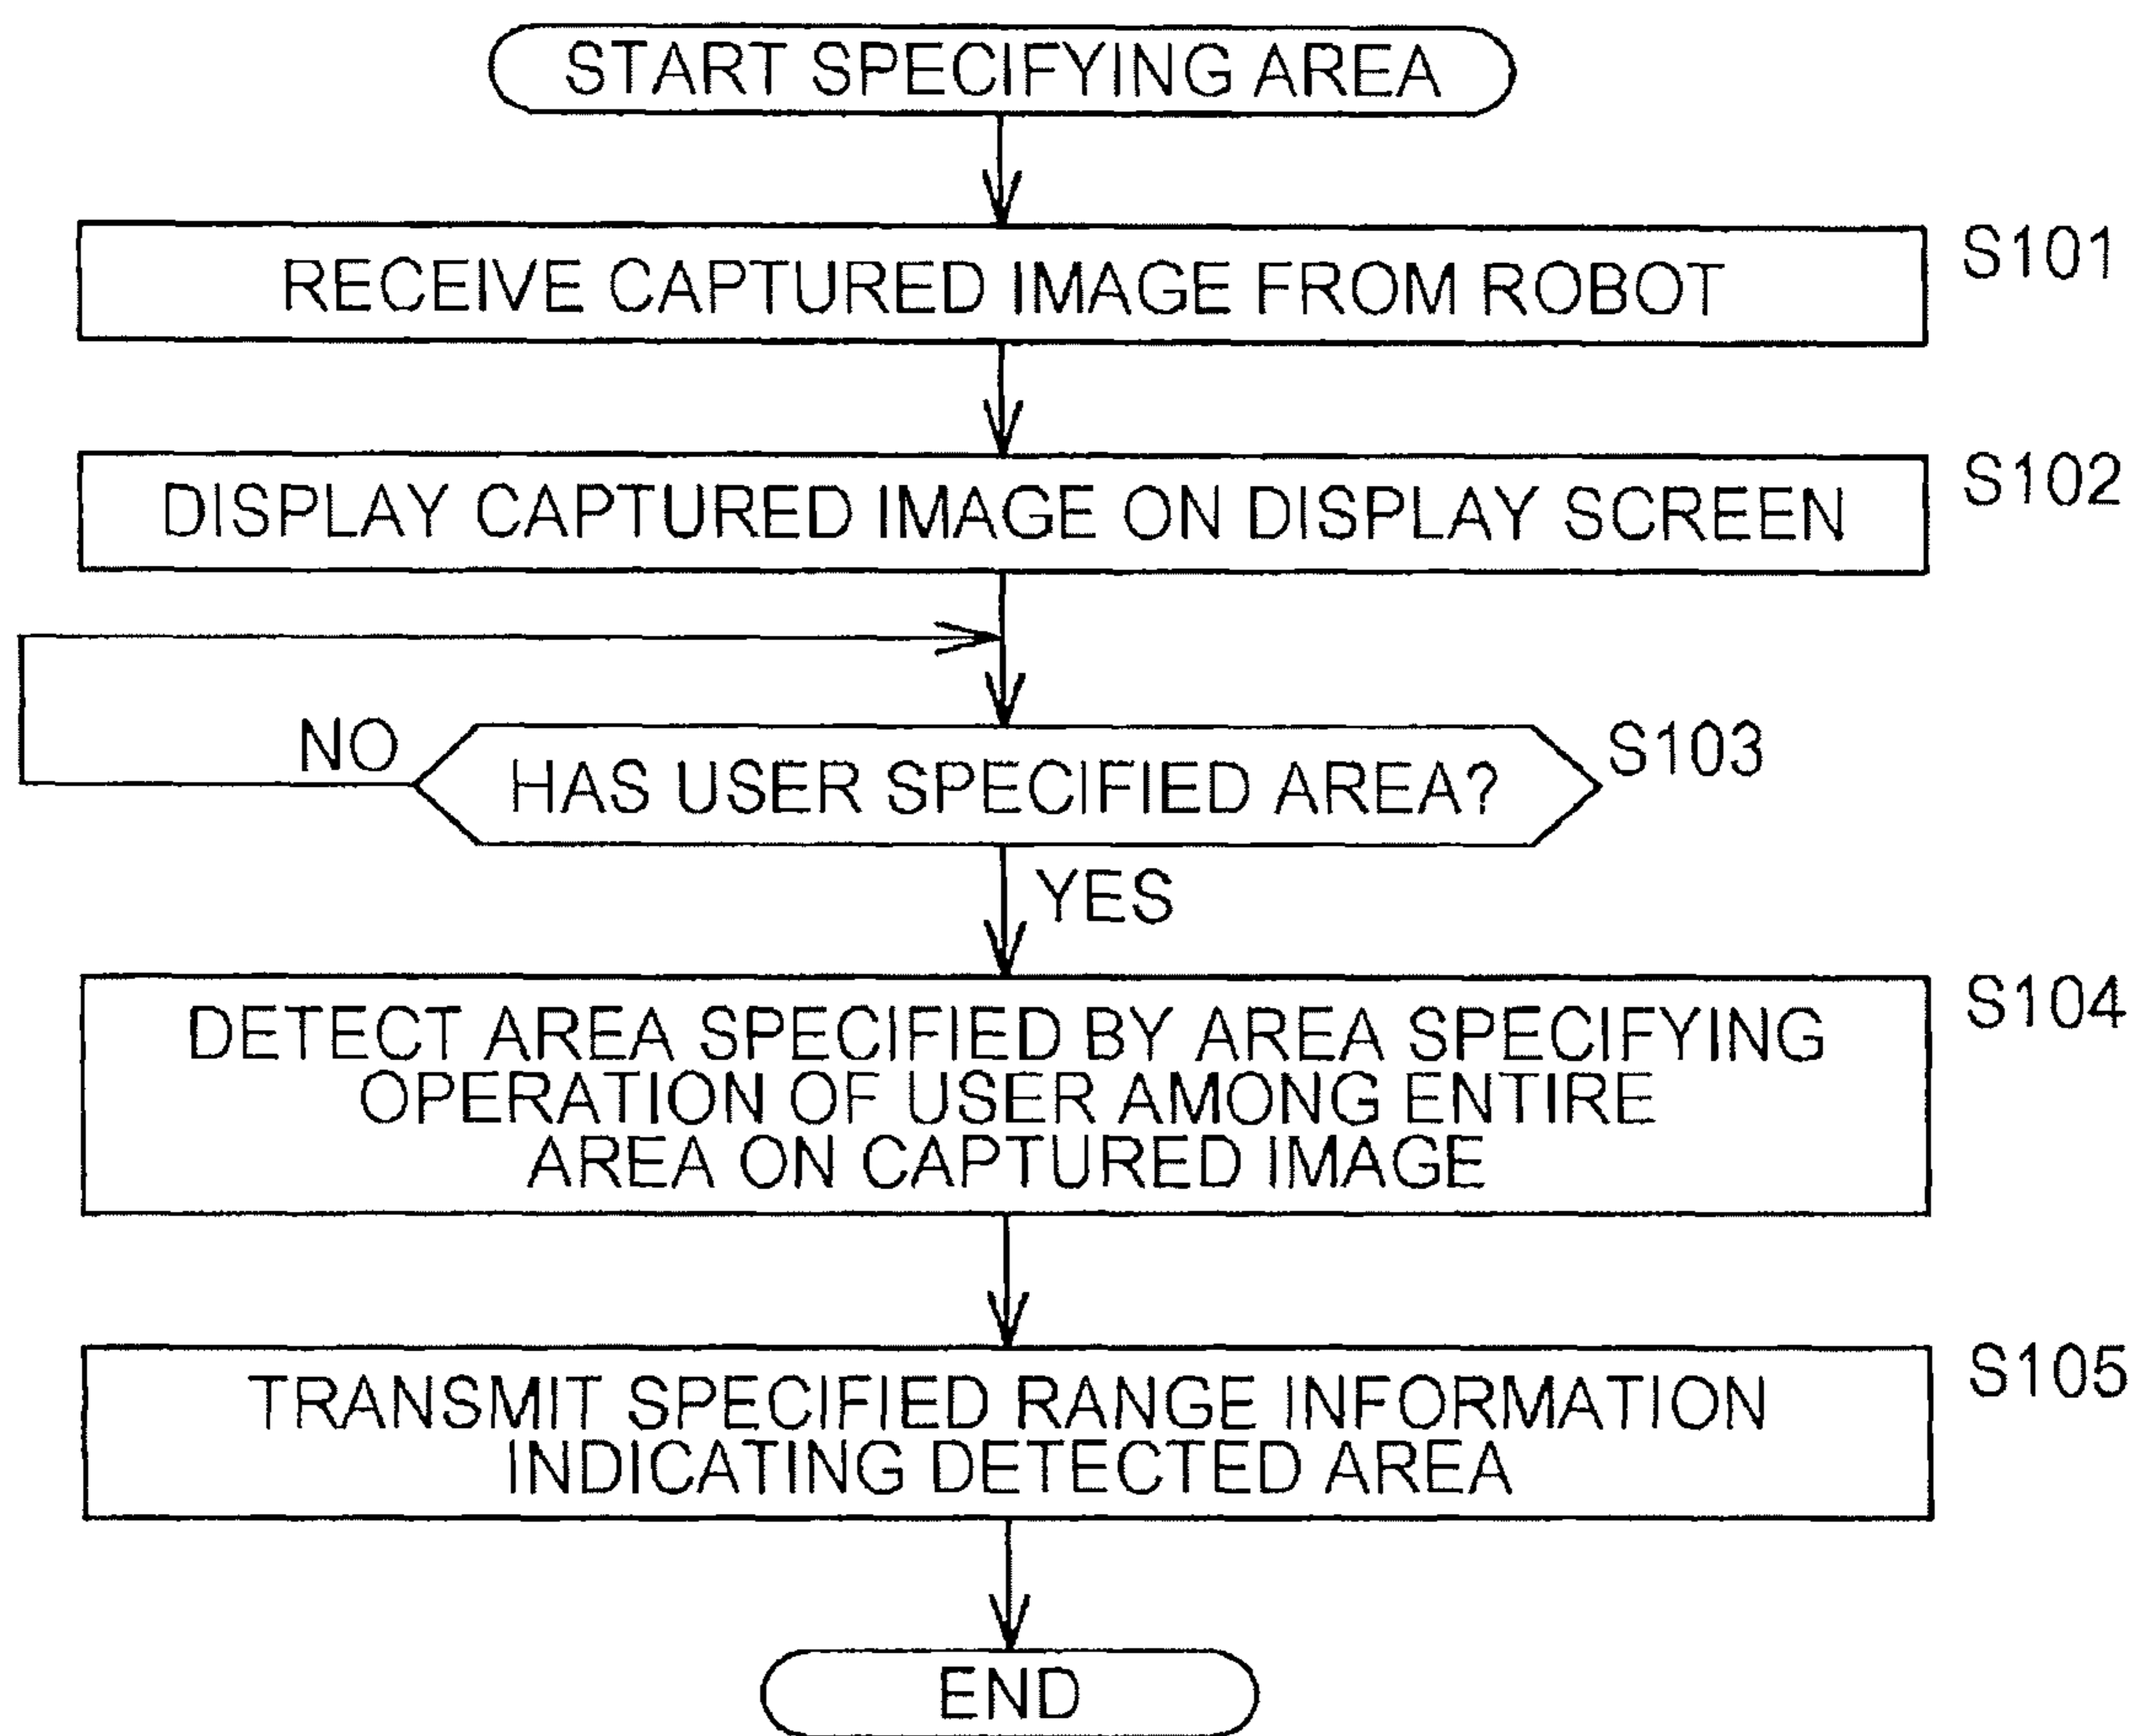 START SPECIFYING AREA
S101
RECEIVE CAPTURED IMAGE FROM ROBOT
S102
DISPLAY CAPTURED IMAGE ON DISPLAY SCREEN
NO
HAS USER SPECIFIED AREA?
S103
YES
S104
DETECT AREA SPECIFIED BY AREA SPECIFYING
OPERATION OF USER AMONG ENTIRE
AREA ON CAPTURED IMAGE
S105
TRANSMIT SPECIFIED RANGE INFORMATION
INDICATING DETECTED AREA
END